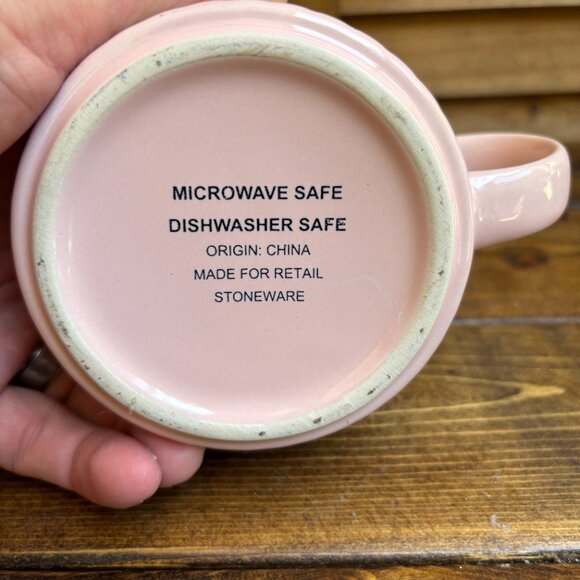 MICROWAVE SAFE
DISHWASHER SAFE
ORIGIN: CHINA
MADE FOR RETAIL
STONEWARE